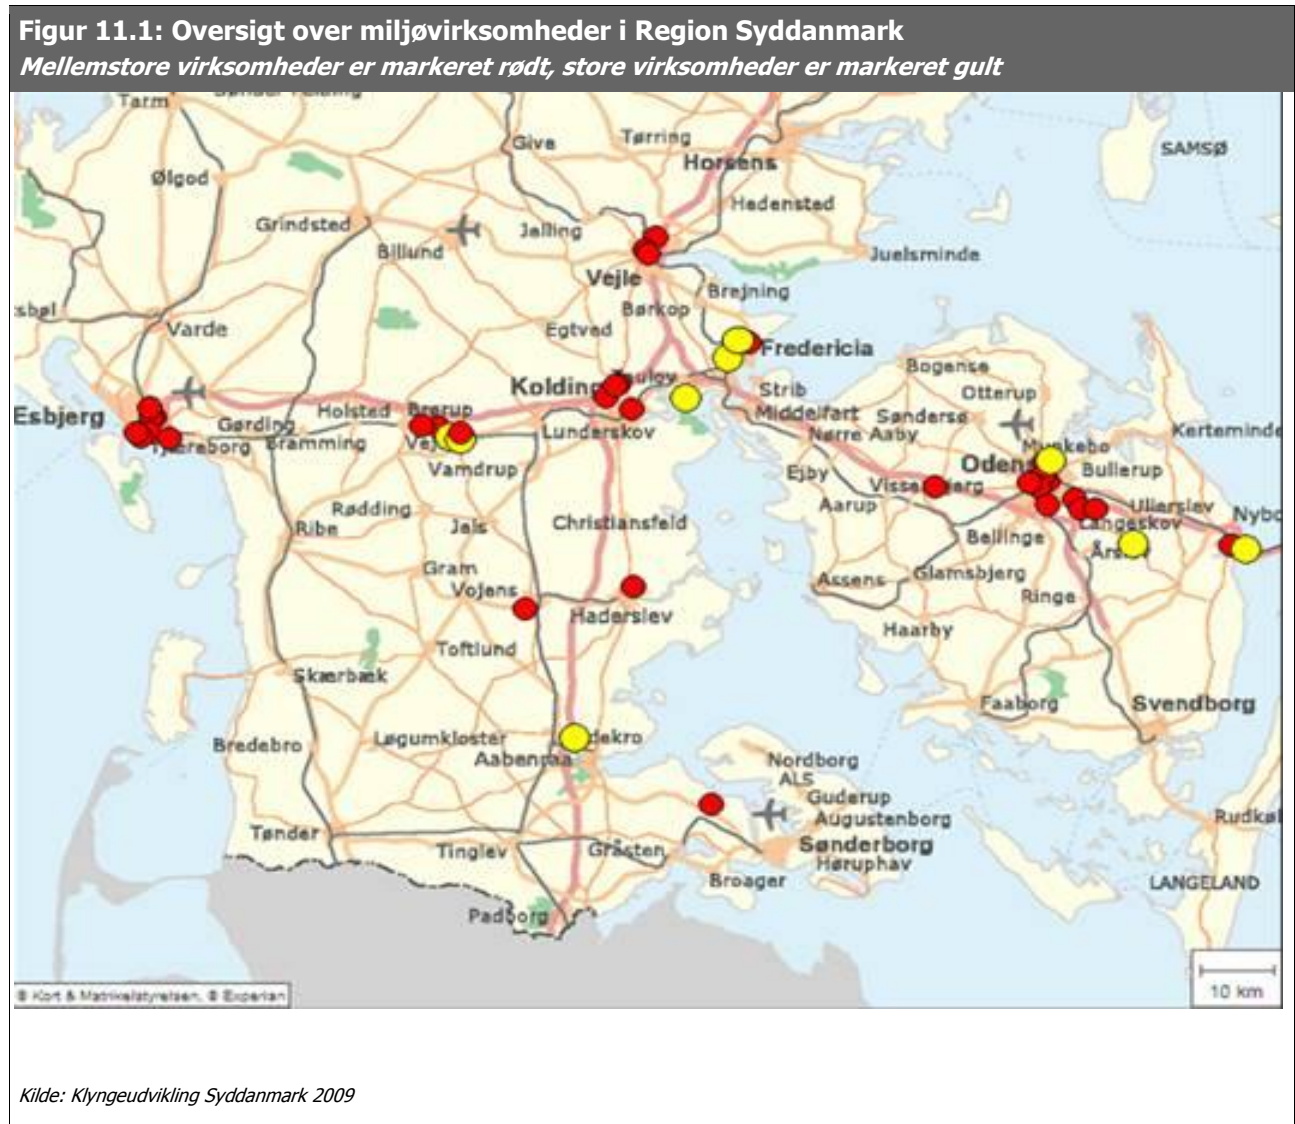 Figur 11.1: Oversigt over miljøvirksomheder i Region Syddanmark
Mellemstore virksomheder er markeret rødt, store virksomheder er markeret gult
Tarm
Give
Tørring
SAMSØ
Horsens
Ølgod
Hedensted
Grindsted
Jelling
Billund
Juelsminde
Vejle
Brejning
Børkop
Varde
Egtved
Fredericia
Bogense
Kolding
Strib
Otterup
Esbjerg
Holsted
Brørup
Middelfart
Søndersø
Gørding
Kerteminde
Bramming
Lunderskov
Nørre Aaby
Vamdrup
Ejby
Bullerup
Aarup
Ullerslev
Rødding
Jels
Christiansfeld
Ribe
Langeskov
Bellinge
Gram
Glamsbjerg
Assens
Vojens
Ringe
Haderslev
Haarby
Toftlund
Skærbæk
Faaborg
Svendborg
Løgumkloster
Bredebro
Aabenraa
Nordborg
ALS
Guderup
Augustenborg
Tønder
Sønderborg
Tinglev
Gråsten
Høruphav
Broager
LANGELAND
Padborg
10 km
© Kort & Matrikelstyrelsen, © Experian
Kilde: Klyngeudvikling Syddanmark 2009